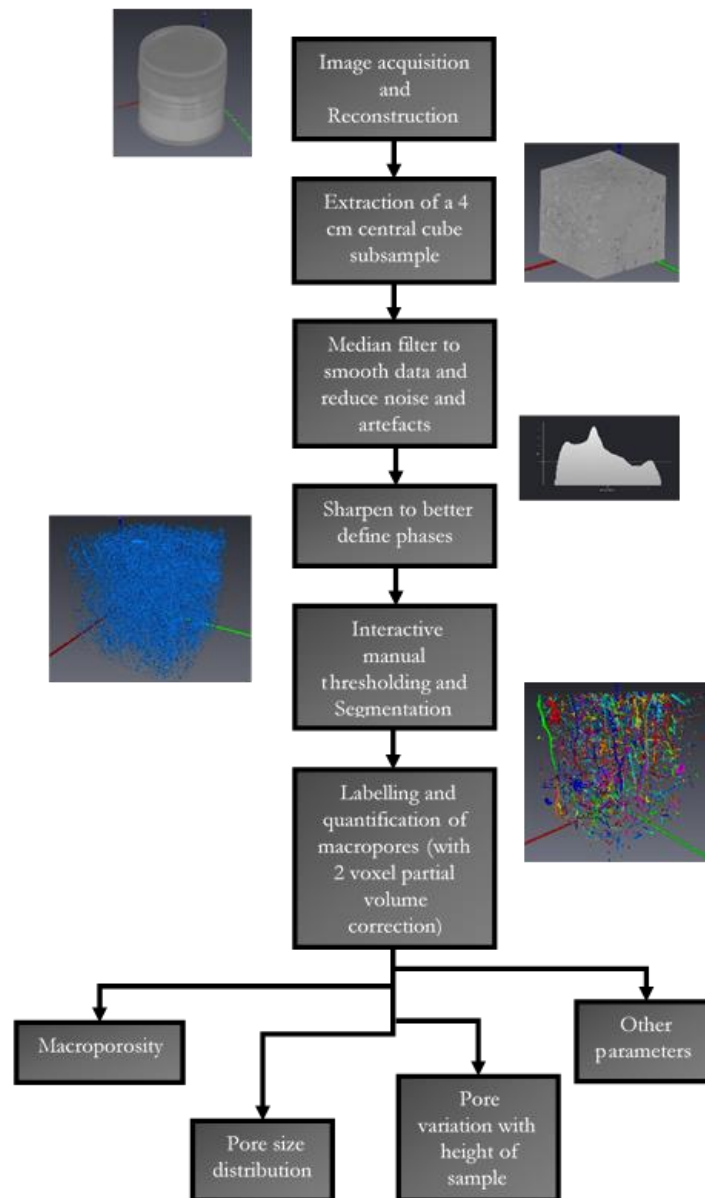 Image acquisition
and
Reconstruction
Extraction of a 4
cm central cube
subsample
Median filter to
smooth data and
reduce noise and
artefacts
Sharpen to better
define phases
Interactive
manual
thresholding and
Segmentation
Labelling and
quantification of
macropores (with
2 voxel partial
volume
correction)
Macroporosity
Other
parameters
Pore size
distribution
Pore
variation with
height of
sample